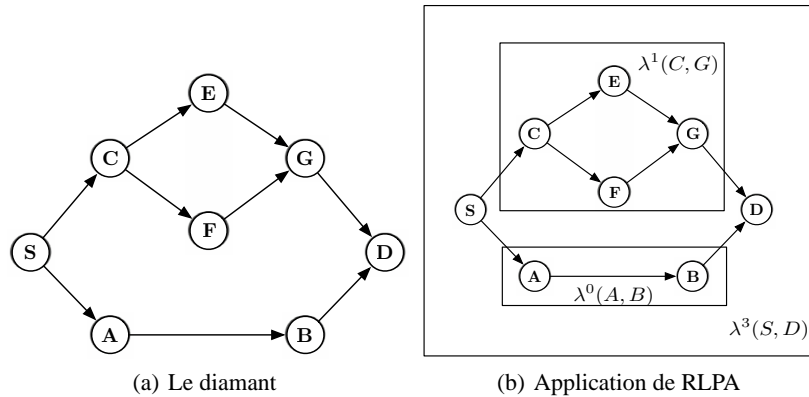 E
C
G
F
S
D
A
B
(a) Le diamant
λ¹(C, G)
E
C
G
F
S
D
A
B
λ⁰(A, B)
λ³(S, D)
(b) Application de RLPA